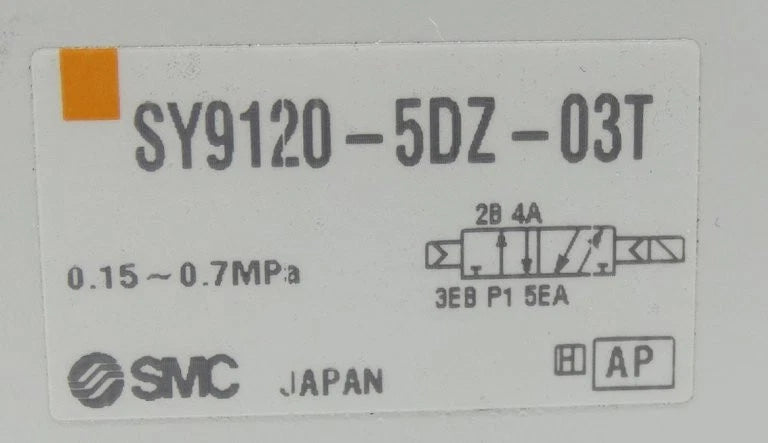 SY9120-5DZ-03T
2B 4A
0.15~0.7MPa
3EB P1 5EA
SMC JAPAN
H AP